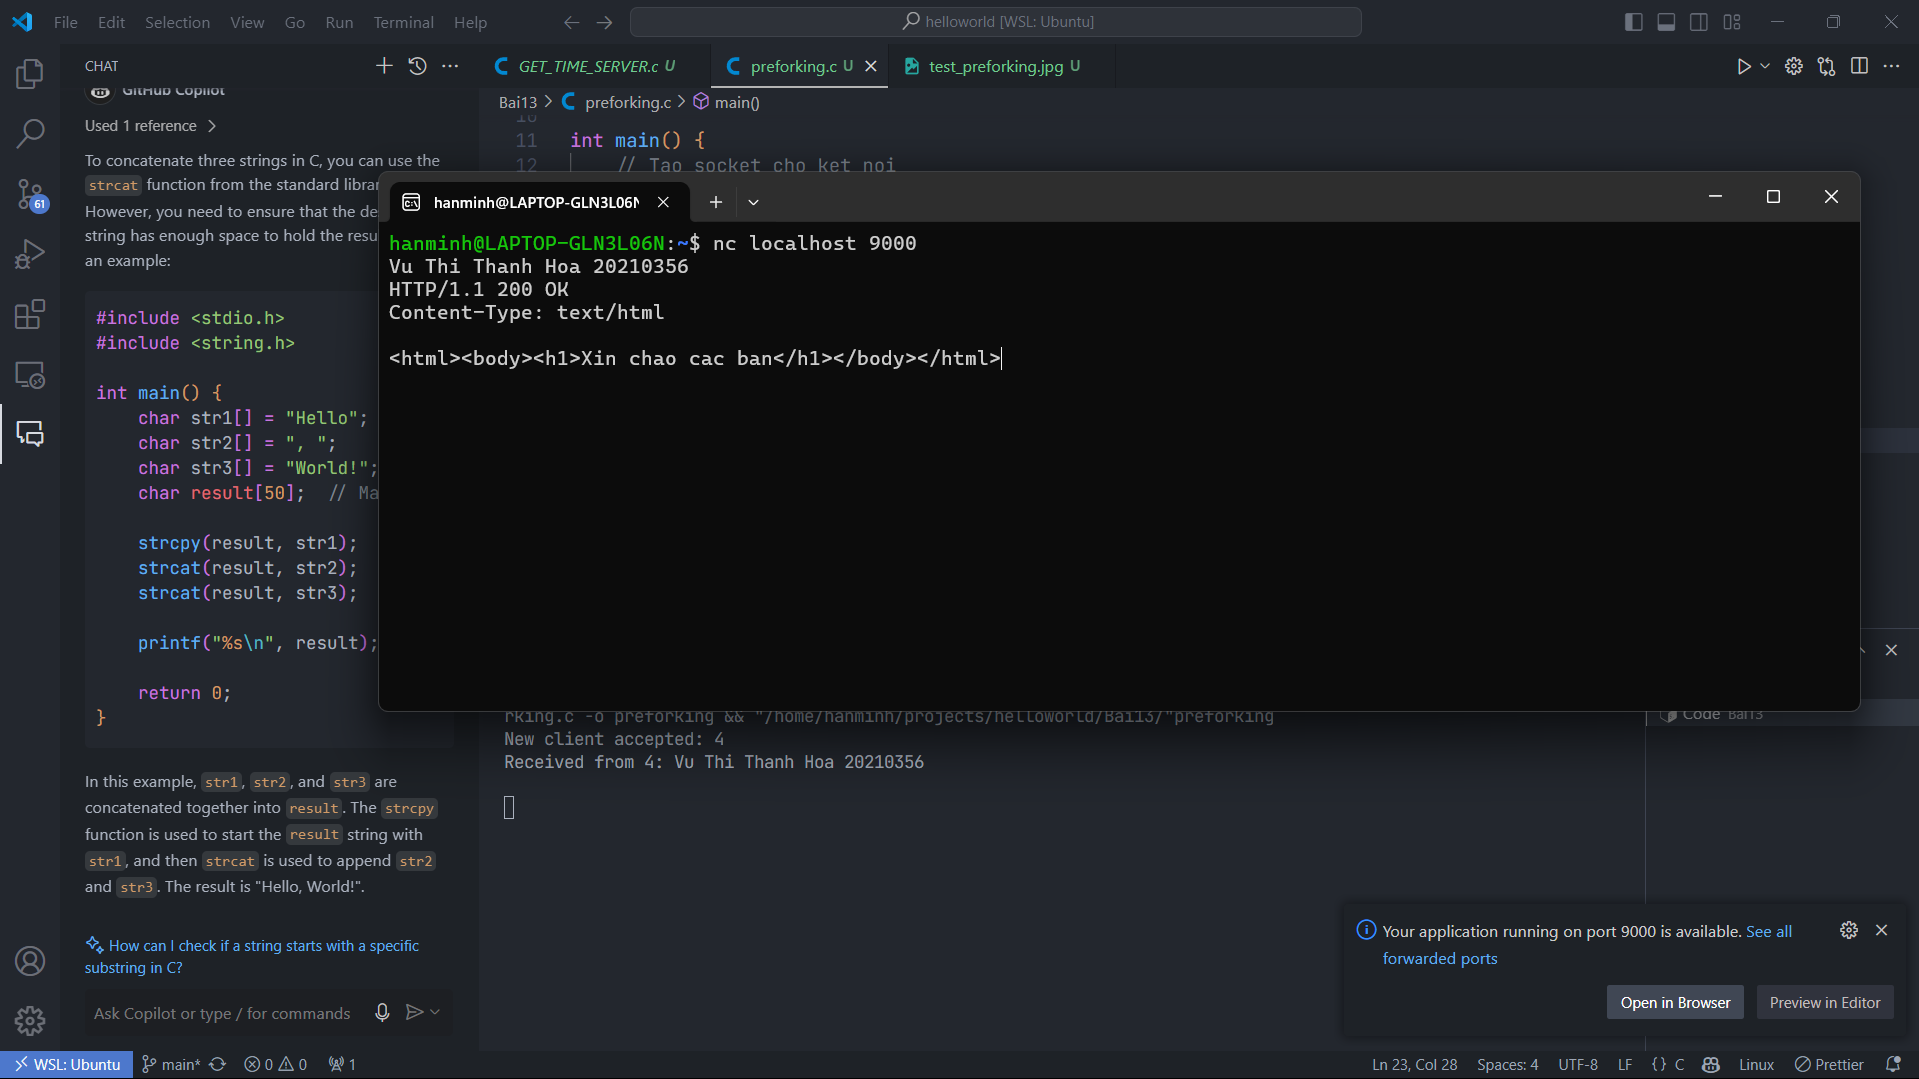 File Edit Selection View Go Run Terminal Help
helloworld [WSL: Ubuntu]
CHAT
GET_TIME_SERVER.c U
preforking.c U
test_preforking.jpg U
GitHub Copilot
Bai13 > preforking.c > main()
Used 1 reference
10
11 int main() {
12 // Tao socket cho ket noi
To concatenate three strings in C, you can use the
strcat function from the standard librar
However, you need to ensure that the de
string has enough space to hold the resu
an example:
#include <stdio.h>
#include <string.h>
int main() {
char str1[] = "Hello";
char str2[] = ", ";
char str3[] = "World!";
char result[50]; // Ma
strcpy(result, str1);
strcat(result, str2);
strcat(result, str3);
printf("%s\n", result);
return 0;
}
In this example, str1, str2, and str3 are
concatenated together into result. The strcpy
function is used to start the result string with
str1, and then strcat is used to append str2
and str3. The result is "Hello, World!".
How can I check if a string starts with a specific
substring in C?
Ask Copilot or type / for commands
hanminh@LAPTOP-GLN3L06N
hanminh@LAPTOP-GLN3L06N:~$ nc localhost 9000
Vu Thi Thanh Hoa 20210356
HTTP/1.1 200 OK
Content-Type: text/html
<html><body><h1>Xin chao cac ban</h1></body></html>
rking.c -o preforking && "/home/hanminh/projects/helloworld/Bai13/"preforking
New client accepted: 4
Received from 4: Vu Thi Thanh Hoa 20210356
Code Bai13
Your application running on port 9000 is available. See all
forwarded ports
Open in Browser
Preview in Editor
61
WSL: Ubuntu main* 0 0 1
Ln 23, Col 28 Spaces: 4 UTF-8 LF {} C Linux Prettier